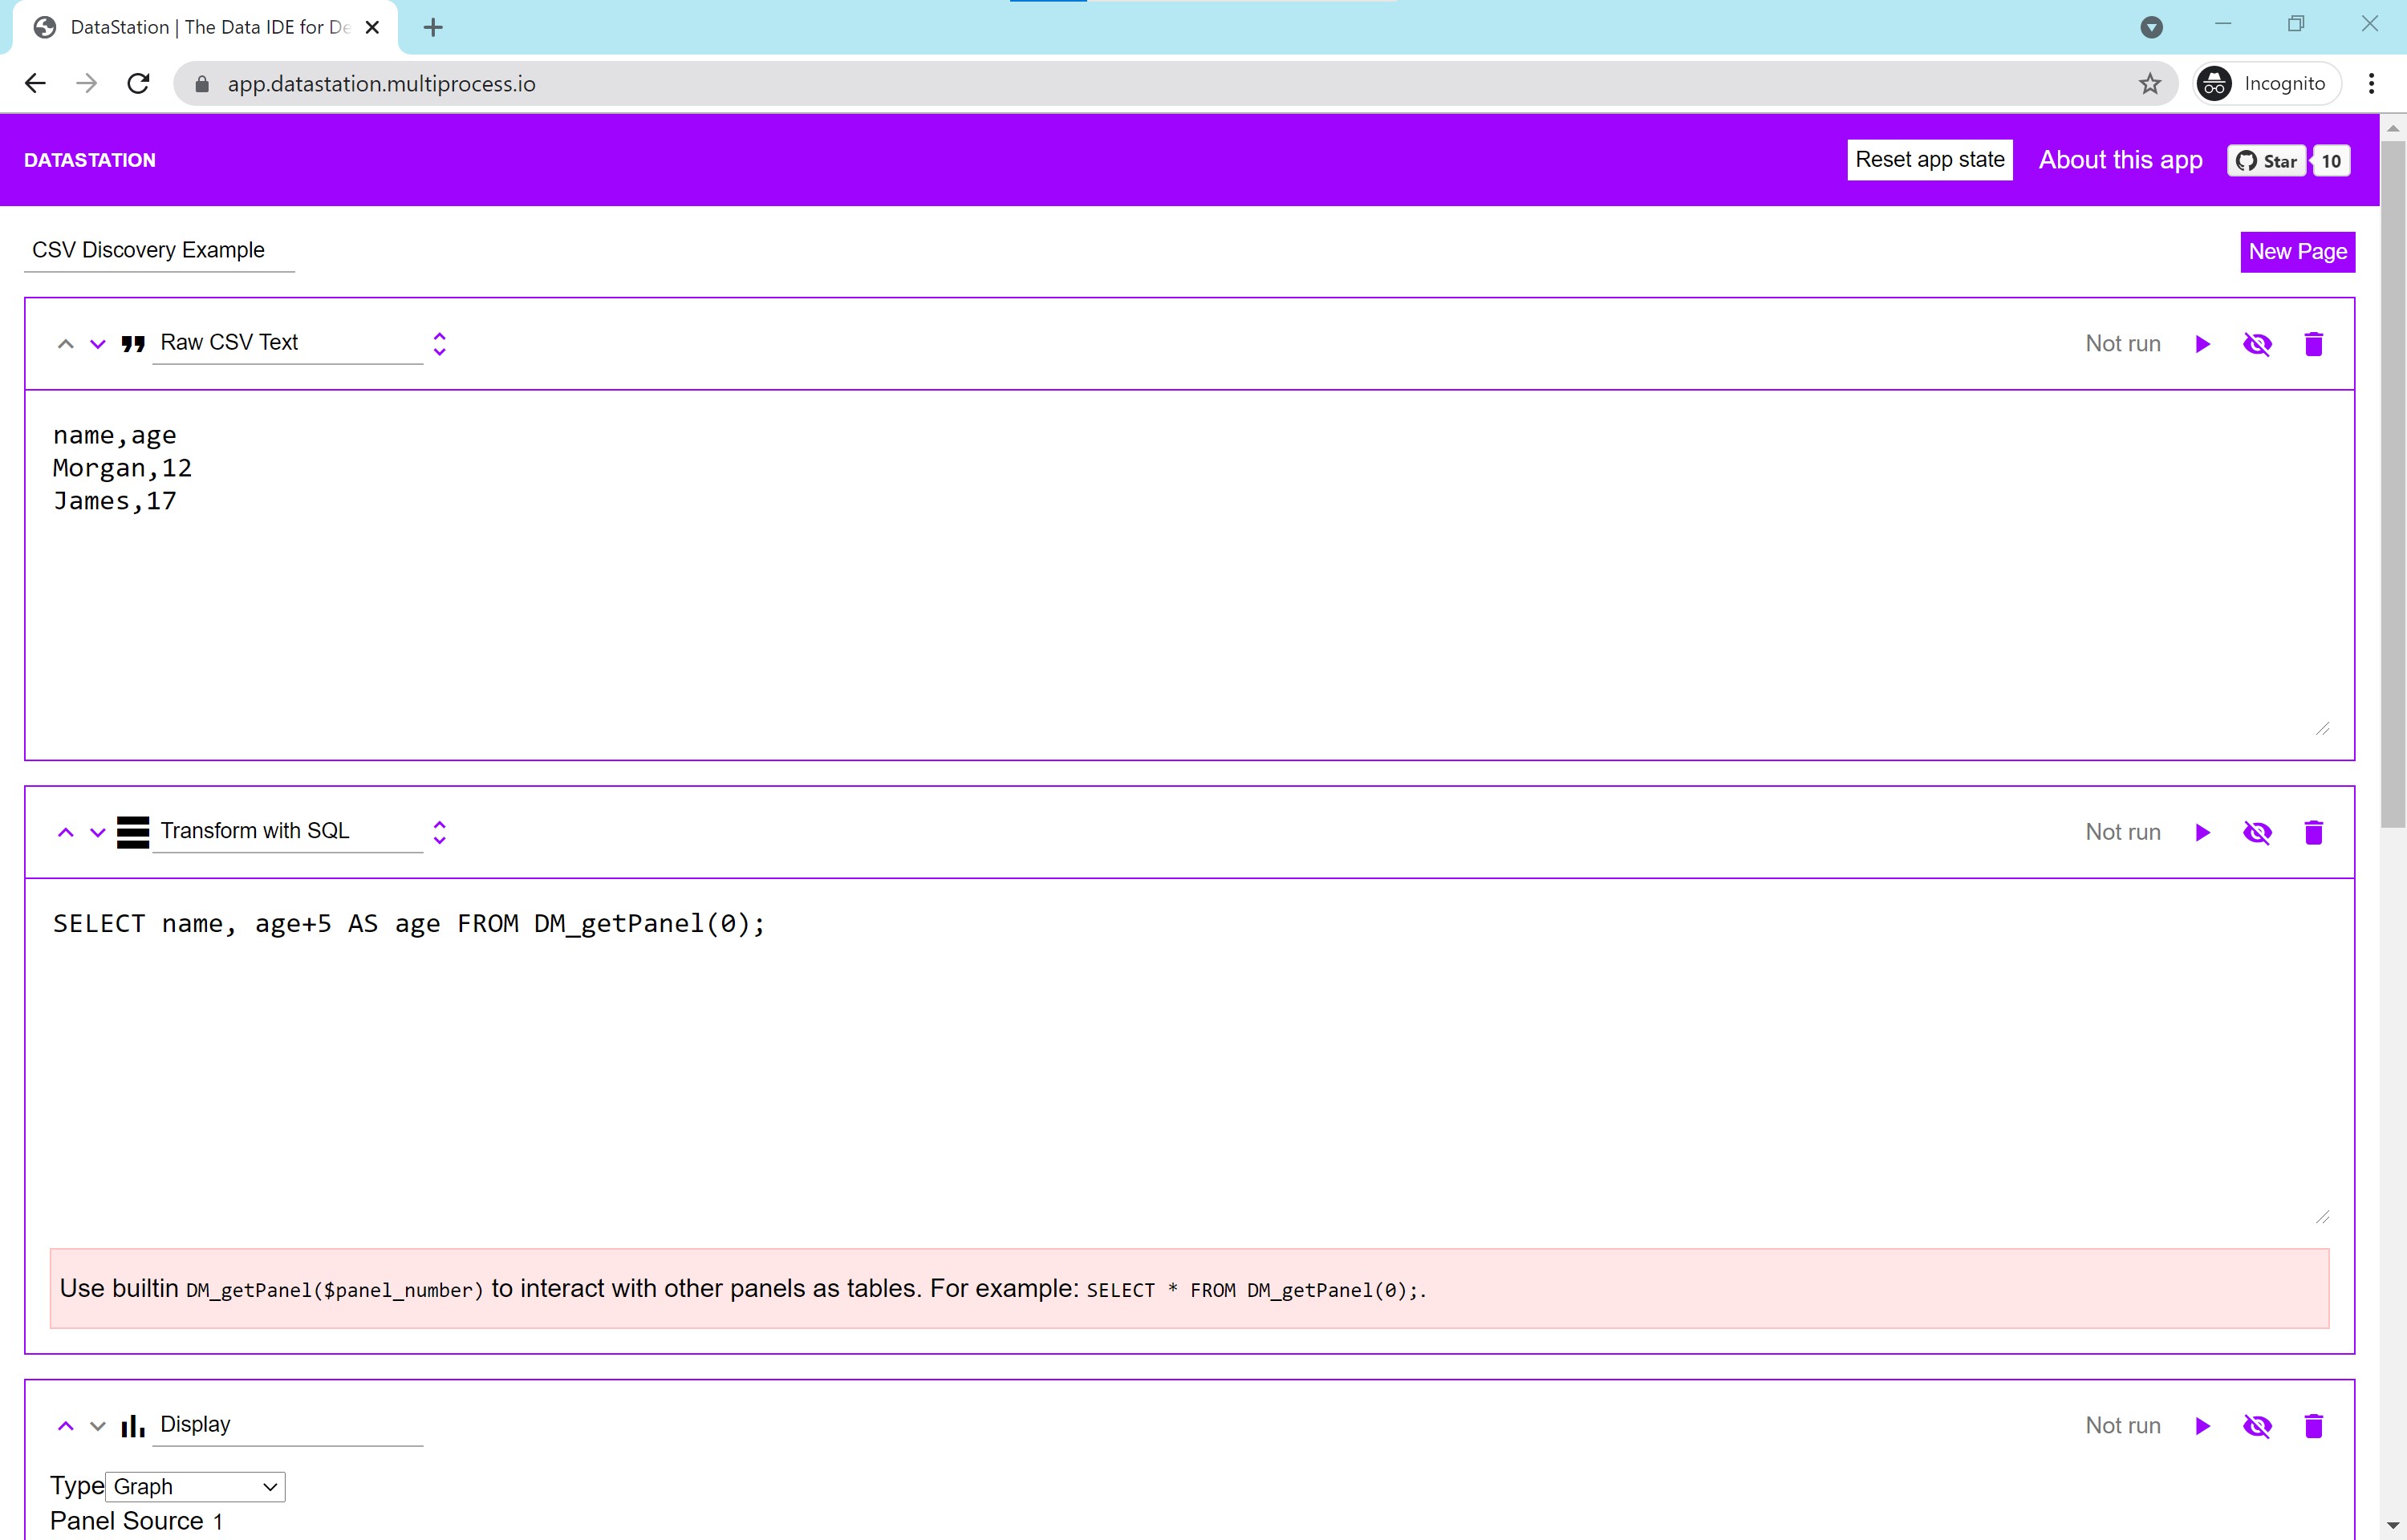 DataStation | The Data IDE for De
app.datastation.multiprocess.io
Incognito
DATASTATION
Reset app state
About this app
Star
10
CSV Discovery Example
New Page
Raw CSV Text
Not run
name,age
Morgan,12
James,17
Transform with SQL
Not run
SELECT name, age+5 AS age FROM DM_getPanel(0);
Use builtin DM_getPanel($panel_number) to interact with other panels as tables. For example: SELECT * FROM DM_getPanel(0);.
Display
Not run
Type Graph
Panel Source 1